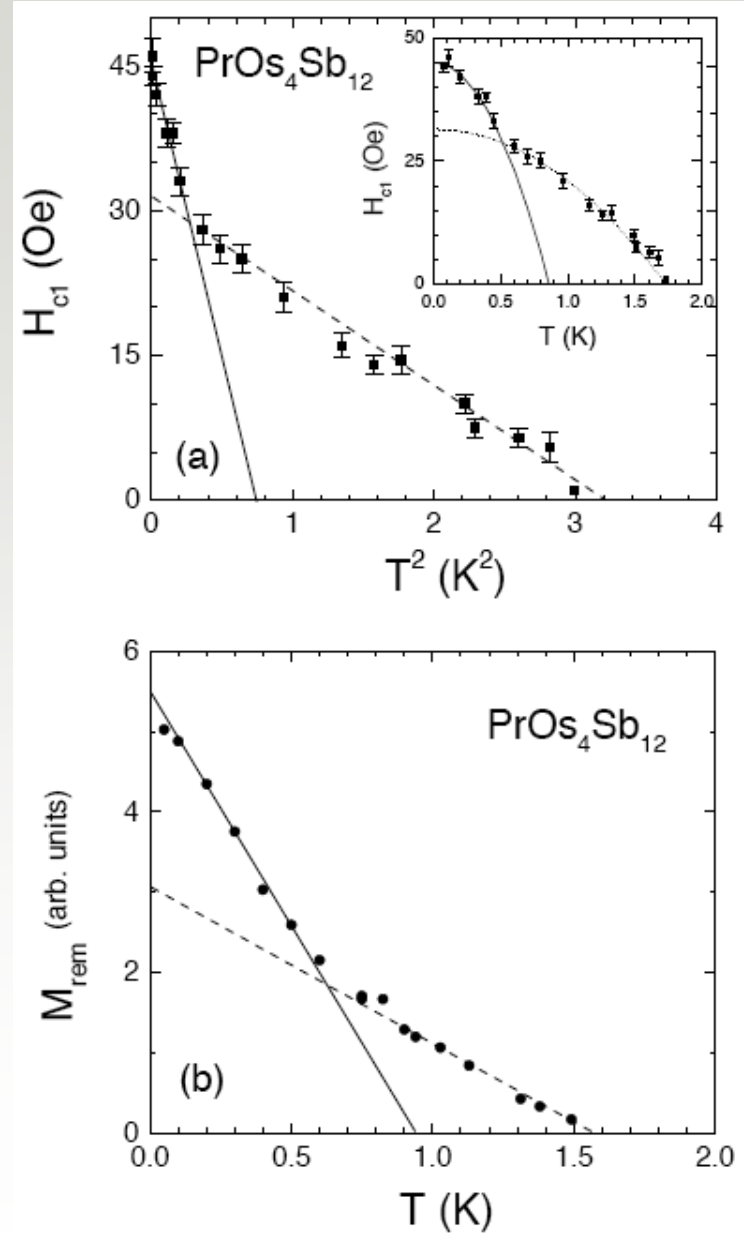 PrOs₄Sb₁₂
H_c1 (Oe)
45
30
15
0
(a)
0 1 2 3 4
T² (K²)
H_c1 (Oe)
50
25
0
0.0 0.5 1.0 1.5 2.0
T (K)
PrOs₄Sb₁₂
M_rem (arb. units)
6
4
2
0
(b)
0.0 0.5 1.0 1.5 2.0
T (K)